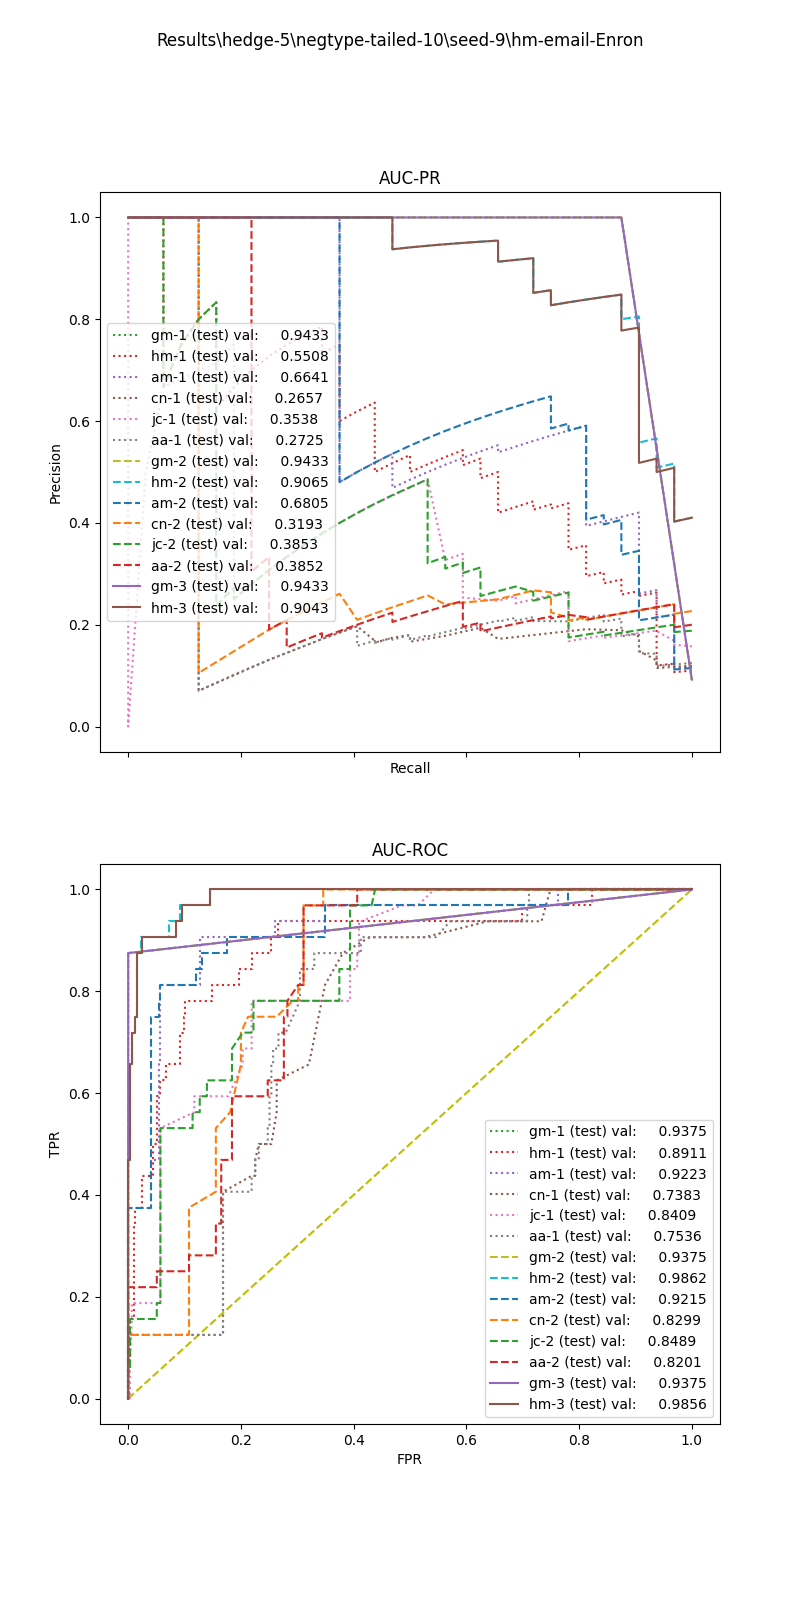 Results\hedge-5\negtype-tailed-10\seed-9\hm-email-Enron
AUC-PR
1.0
0.8
0.6
0.4
0.2
0.0
Precision
gm-1 (test) val: 0.9433
hm-1 (test) val: 0.5508
am-1 (test) val: 0.6641
cn-1 (test) val: 0.2657
jc-1 (test) val: 0.3538
aa-1 (test) val: 0.2725
gm-2 (test) val: 0.9433
hm-2 (test) val: 0.9065
am-2 (test) val: 0.6805
cn-2 (test) val: 0.3193
jc-2 (test) val: 0.3853
aa-2 (test) val: 0.3852
gm-3 (test) val: 0.9433
hm-3 (test) val: 0.9043
Recall
AUC-ROC
1.0
0.8
0.6
0.4
0.2
0.0
TPR
gm-1 (test) val: 0.9375
hm-1 (test) val: 0.8911
am-1 (test) val: 0.9223
cn-1 (test) val: 0.7383
jc-1 (test) val: 0.8409
aa-1 (test) val: 0.7536
gm-2 (test) val: 0.9375
hm-2 (test) val: 0.9862
am-2 (test) val: 0.9215
cn-2 (test) val: 0.8299
jc-2 (test) val: 0.8489
aa-2 (test) val: 0.8201
gm-3 (test) val: 0.9375
hm-3 (test) val: 0.9856
0.0 0.2 0.4 0.6 0.8 1.0
FPR